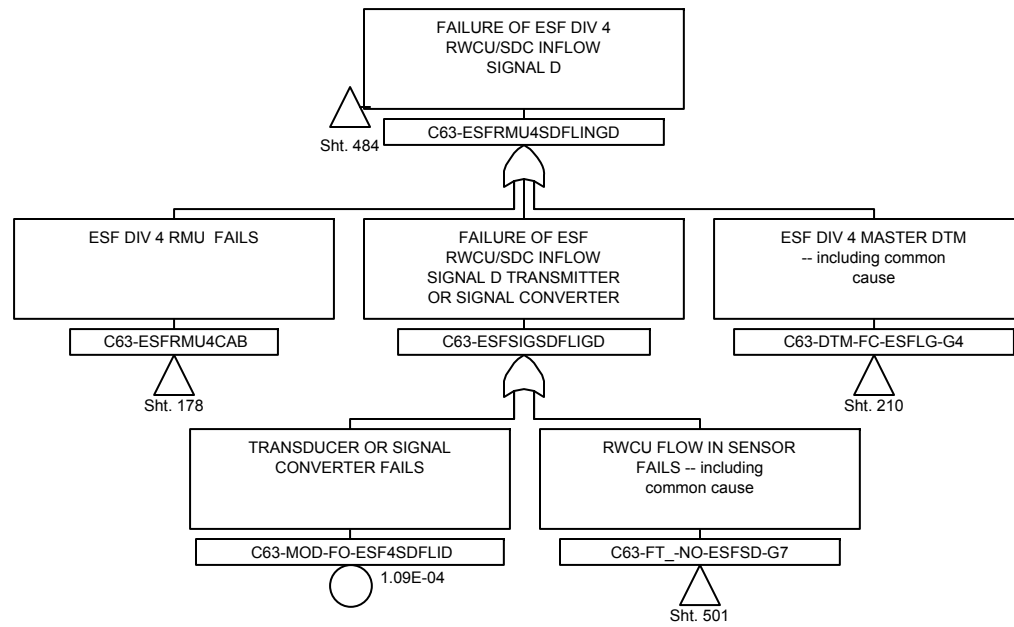 FAILURE OF ESF DIV 4
RWCU/SDC INFLOW
SIGNAL D
Sht. 484
C63-ESFRMU4SDFLINGD
ESF DIV 4 RMU  FAILS
C63-ESFRMU4CAB
Sht. 178
FAILURE OF ESF
RWCU/SDC INFLOW
SIGNAL D TRANSMITTER
OR SIGNAL CONVERTER
C63-ESFSIGSDFLIGD
ESF DIV 4 MASTER DTM
-- including common
cause
C63-DTM-FC-ESFLG-G4
Sht. 210
TRANSDUCER OR SIGNAL
CONVERTER FAILS
C63-MOD-FO-ESF4SDFLID
1.09E-04
RWCU FLOW IN SENSOR
FAILS -- including
common cause
C63-FT_-NO-ESFSD-G7
Sht. 501